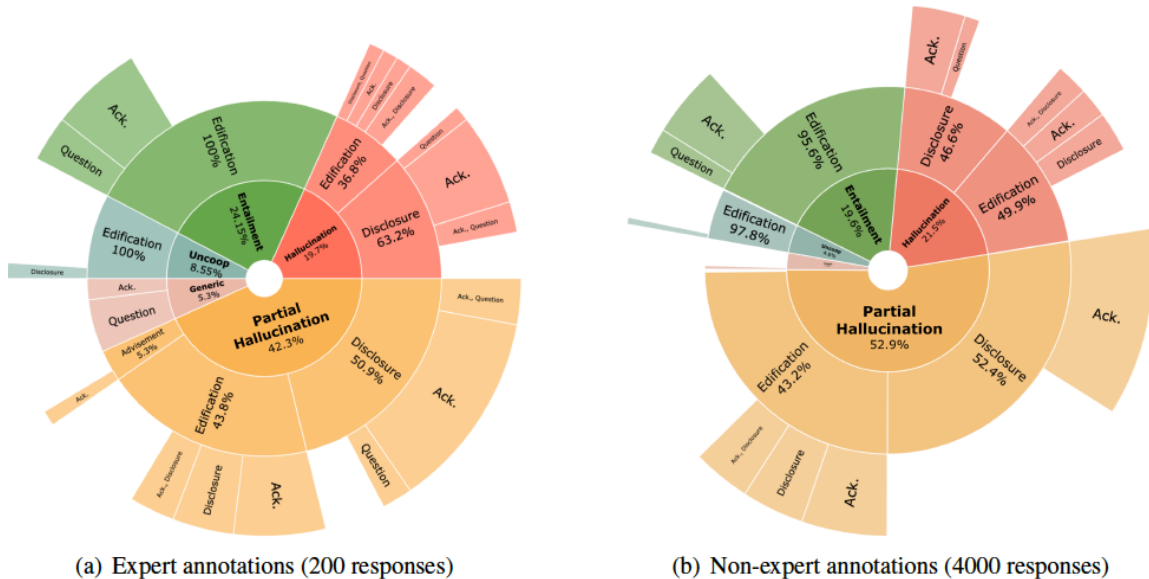 Ack.
Question
Edification
100%
Entailment
24.15%
Ack.
Disclosure
Ack., Disclosure
Edification
36.8%
Hallucination
19.7%
Question
Ack.
Ack., Question
Disclosure
63.2%
Edification
100%
Uncoop
8.55%
Disclosure
Generic
5.3%
Ack.
Question
Advisement
5.3%
Ack.
Partial
Hallucination
42.3%
Ack., Question
Disclosure
50.9%
Ack.
Question
Edification
43.8%
Ack., Disclosure
Disclosure
Ack.
(a) Expert annotations (200 responses)
Ack.
Question
Edification
95.6%
Entailment
19.6%
Ack.
Question
Disclosure
46.6%
Hallucination
21.5%
Ack., Disclosure
Ack.
Disclosure
Edification
49.9%
Edification
97.8%
Uncoop
Partial
Hallucination
52.9%
Disclosure
52.4%
Ack.
Edification
43.2%
Ack., Disclosure
Disclosure
Ack.
(b) Non-expert annotations (4000 responses)